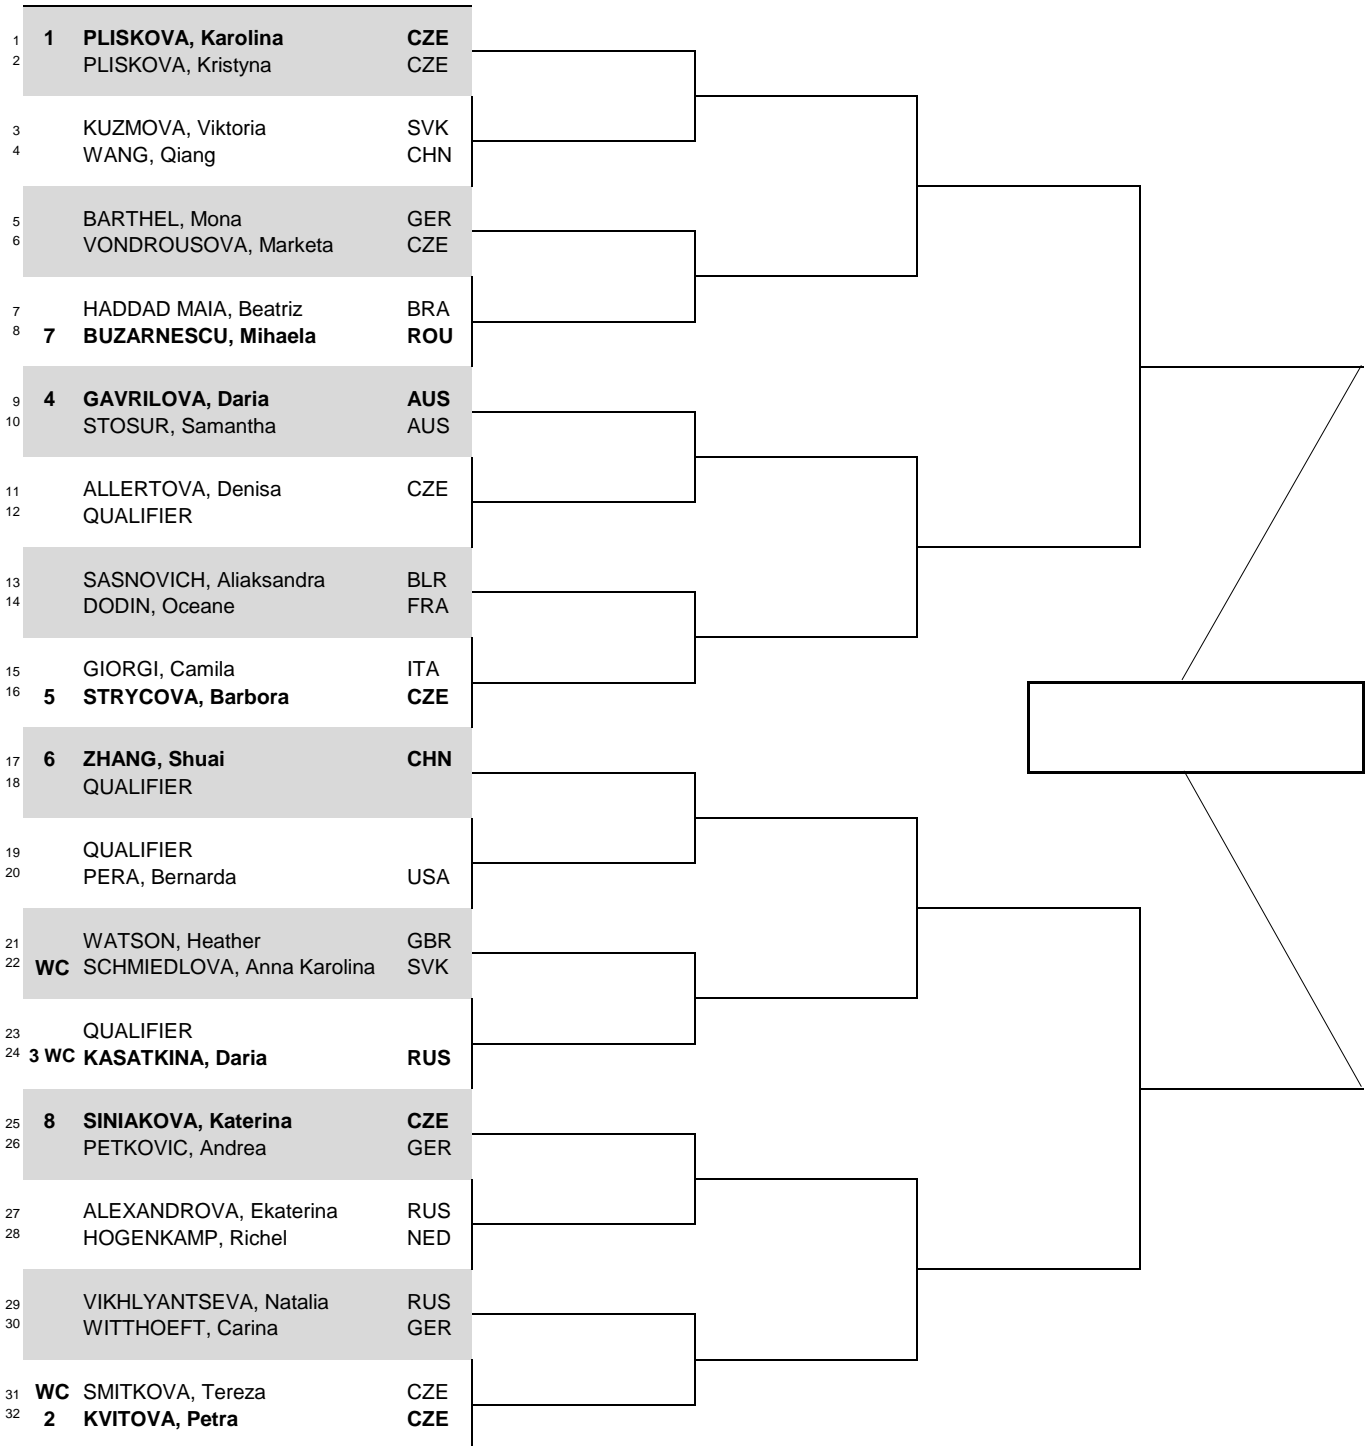 1 1 PLISKOVA, Karolina CZE
2 PLISKOVA, Kristyna CZE
3 KUZMOVA, Viktoria SVK
4 WANG, Qiang CHN
5 BARTHEL, Mona GER
6 VONDROUSOVA, Marketa CZE
7 HADDAD MAIA, Beatriz BRA
8 7 BUZARNESCU, Mihaela ROU
9 4 GAVRILOVA, Daria AUS
10 STOSUR, Samantha AUS
11 ALLERTOVA, Denisa CZE
12 QUALIFIER
13 SASNOVICH, Aliaksandra BLR
14 DODIN, Oceane FRA
15 GIORGI, Camila ITA
16 5 STRYCOVA, Barbora CZE
17 6 ZHANG, Shuai CHN
18 QUALIFIER
19 QUALIFIER
20 PERA, Bernarda USA
21 WATSON, Heather GBR
22 WC SCHMIEDLOVA, Anna Karolina SVK
23 QUALIFIER
24 3 WC KASATKINA, Daria RUS
25 8 SINIAKOVA, Katerina CZE
26 PETKOVIC, Andrea GER
27 ALEXANDROVA, Ekaterina RUS
28 HOGENKAMP, Richel NED
29 VIKHLYANTSEVA, Natalia RUS
30 WITTHOEFT, Carina GER
31 WC SMITKOVA, Tereza CZE
32 2 KVITOVA, Petra CZE